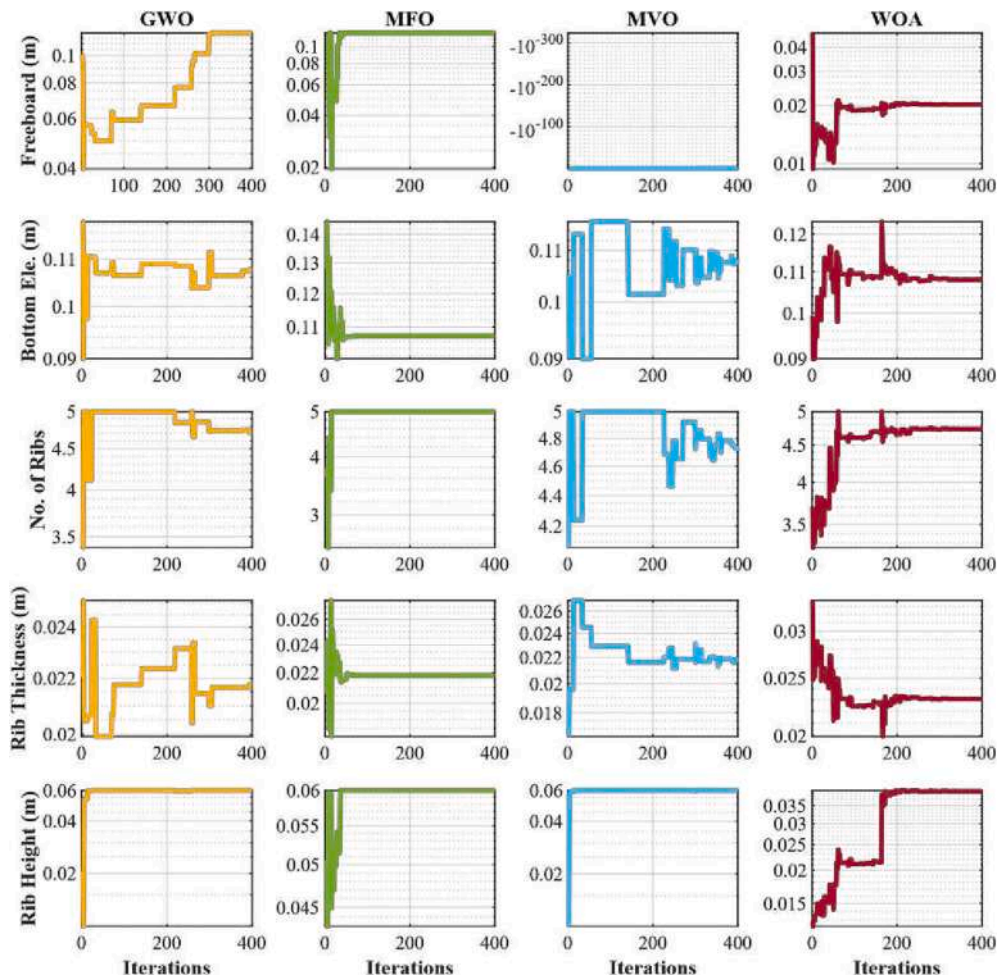 GWO MFO MVO WOA
Freeboard (m)
0.1
0.08
0.06
0.04
100 200 300 400
0.1
0.08
0.06
0.04
0.02
0 200 400
-10^-300
-10^-200
-10^-100
0 200 400
0.04
0.03
0.02
0.01
0 200 400
Bottom Ele. (m)
0.11
0.1
0.09
0 200 400
0.14
0.13
0.12
0.11
0 200 400
0.11
0.1
0.09
0 200 400
0.12
0.11
0.1
0.09
0 200 400
No. of Ribs
5
4.5
4
3.5
0 200 400
5
4
3
0 200 400
5
4.8
4.6
4.4
4.2
0 200 400
5
4.5
4
3.5
0 200 400
Rib Thickness (m)
0.024
0.022
0.02
0 200 400
0.026
0.024
0.022
0.02
0 200 400
0.026
0.024
0.022
0.02
0.018
0 200 400
0.03
0.025
0.02
0 200 400
Rib Height (m)
0.06
0.04
0.02
0 200 400
0.06
0.055
0.05
0.045
0 200 400
0.06
0.04
0.02
0 200 400
0.035
0.03
0.025
0.02
0.015
0 200 400
Iterations Iterations Iterations Iterations